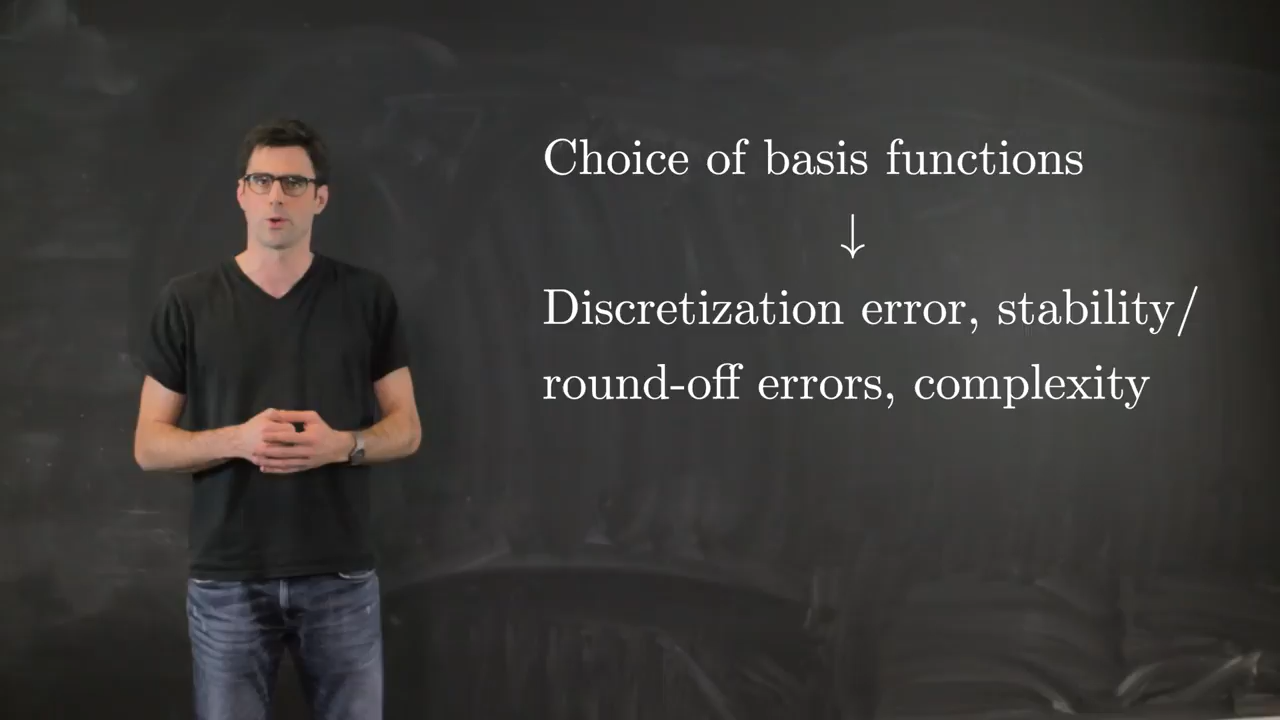 Choice of basis functions
↓
Discretization error, stability/
round-off errors, complexity